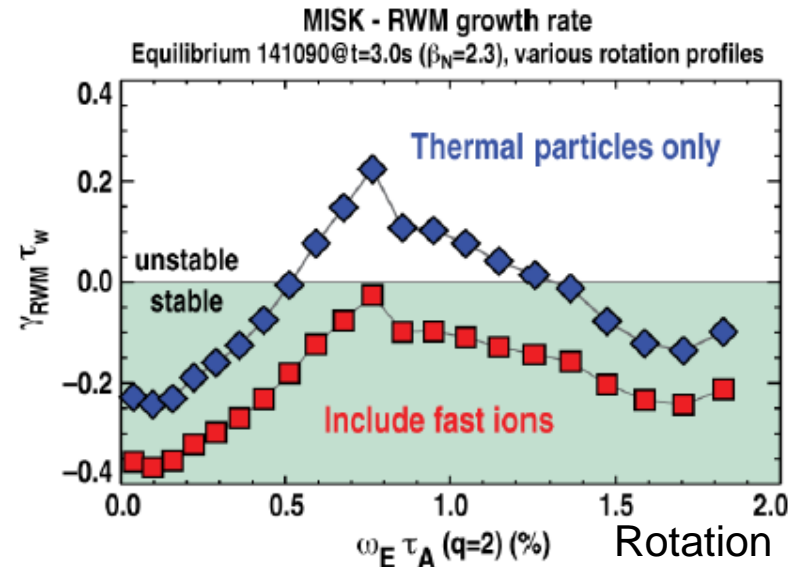 MISK - RWM growth rate
Equilibrium 141090@t=3.0s (βN=2.3), various rotation profiles
0.4
Thermal particles only
0.2
unstable
0.0
stable
γRWM τw
−0.2
Include fast ions
−0.4
0.0 0.5 1.0 1.5 2.0
ωE τA (q=2) (%) Rotation